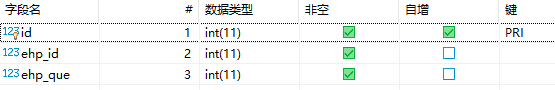 字段名 # 数据类型 非空 自增 键
123 id 1 int(11) PRI
123 ehp_id 2 int(11)
123 ehp_que 3 int(11)